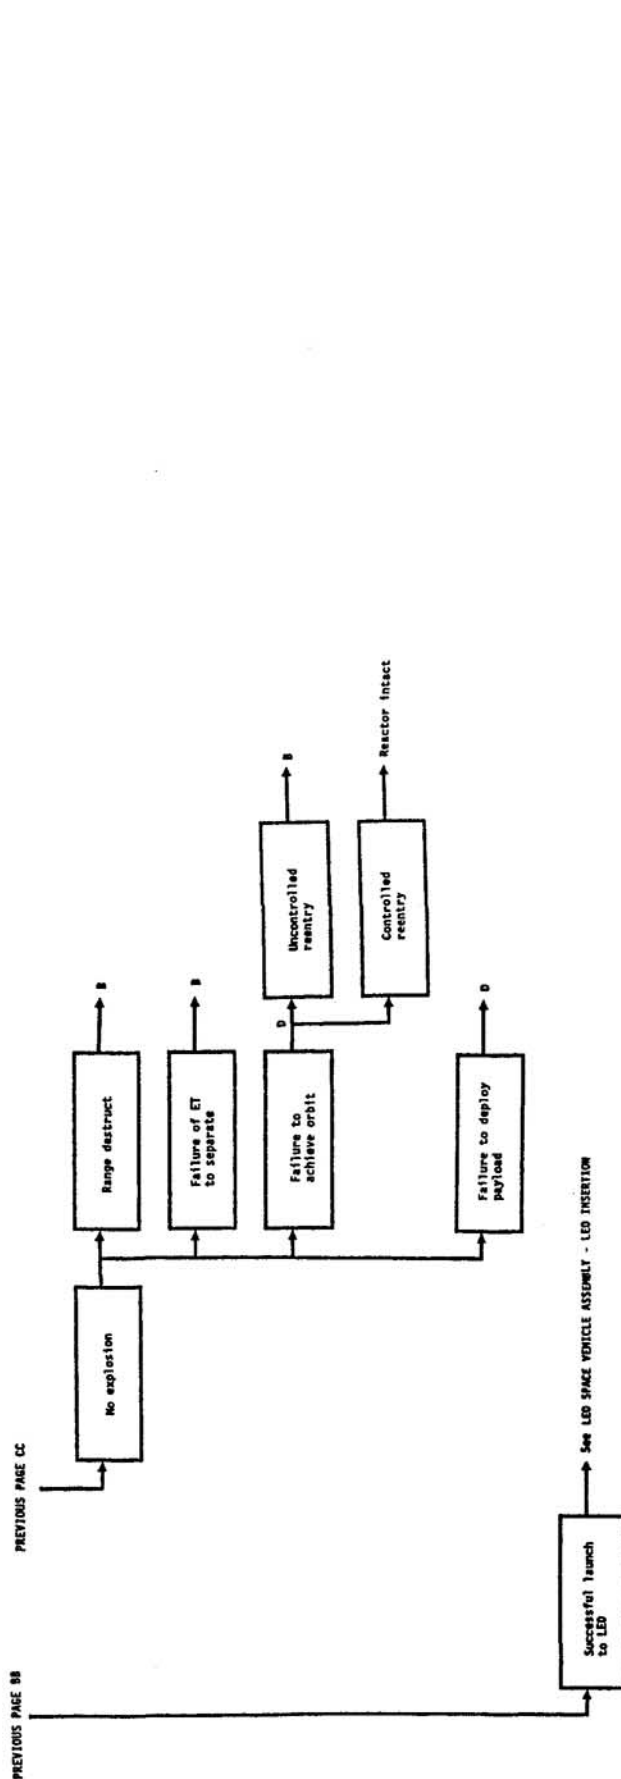 PREVIOUS PAGE BB
PREVIOUS PAGE CC
No explosion
Range destruct
B
Failure of ET
to separate
B
Failure to
achieve orbit
D
Uncontrolled
reentry
B
Controlled
reentry
Reactor intact
Failure to deploy
payload
D
Successful launch
to LEO
See LEO SPACE VEHICLE ASSEMBLY - LEO INSERTION